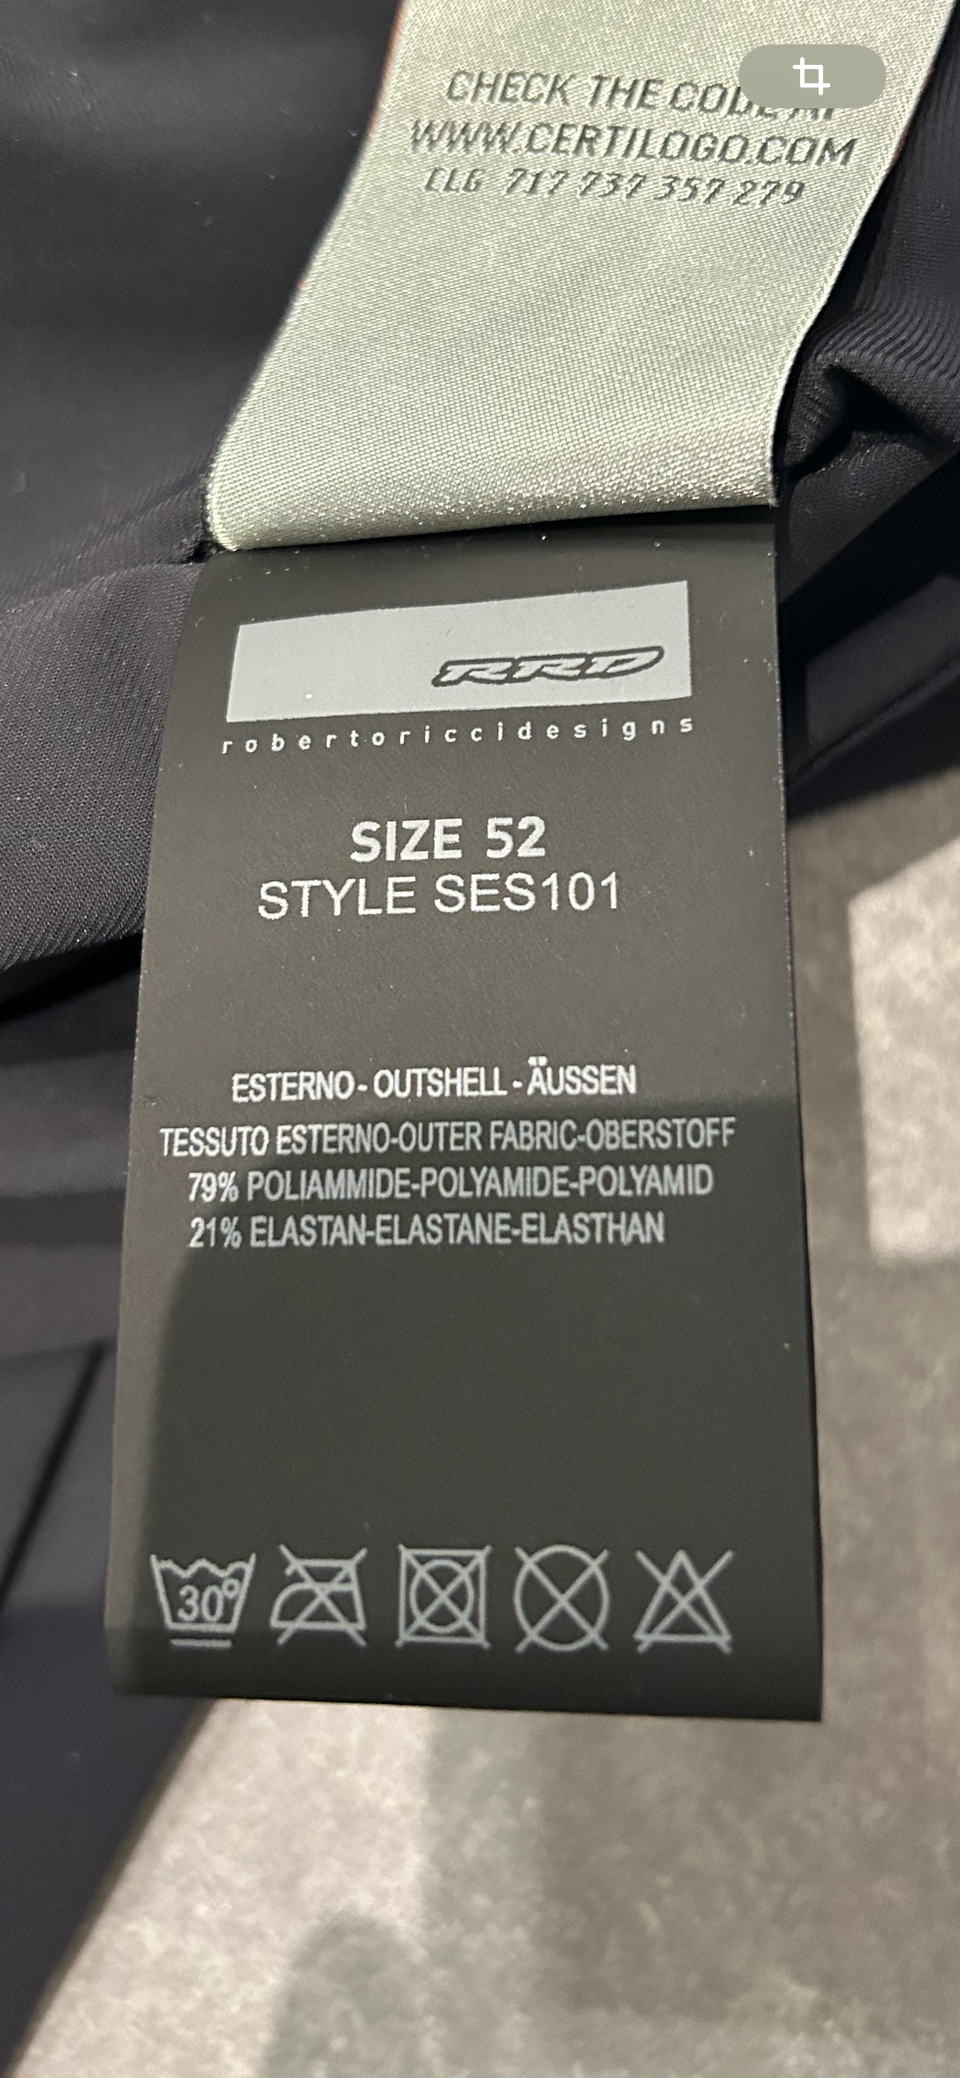 CHECK THE CODE AT
WWW.CERTILOGO.COM
CLG 717 737 357 279
RRD
robertoriccidesigns
SIZE 52
STYLE SES101
ESTERNO - OUTSHELL - ÄUSSEN
TESSUTO ESTERNO-OUTER FABRIC-OBERSTOFF
79% POLIAMMIDE-POLYAMIDE-POLYAMID
21% ELASTAN-ELASTANE-ELASTHAN
30°